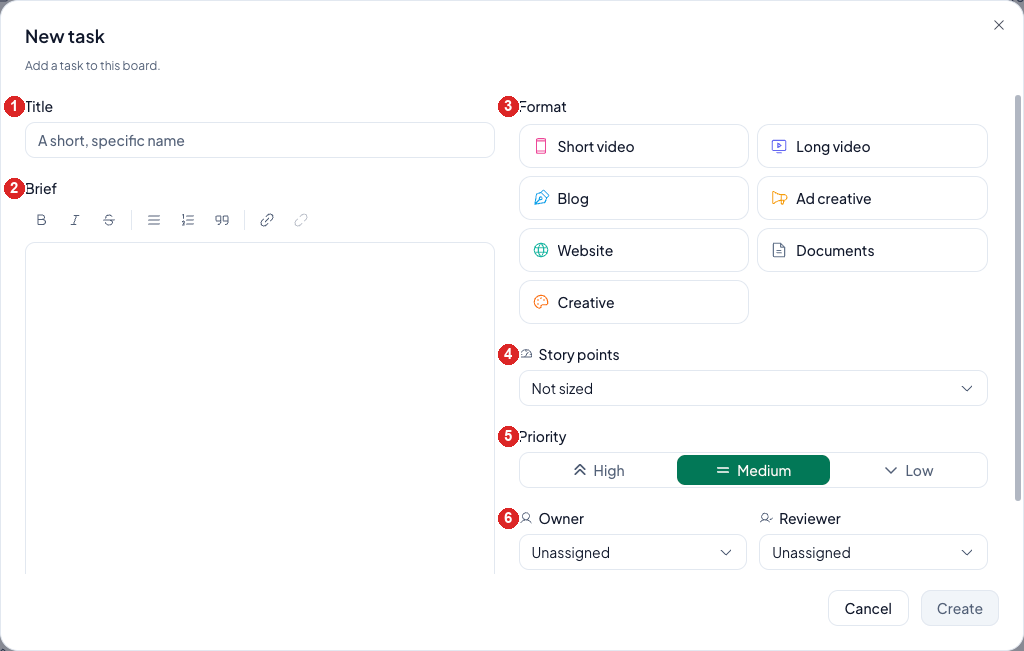 New task
Add a task to this board.
1 Title
A short, specific name
2 Brief
B I S
3 Format
Short video
Long video
Blog
Ad creative
Website
Documents
Creative
4 Story points
Not sized
5 Priority
High
Medium
Low
6 Owner
Reviewer
Unassigned
Unassigned
Cancel
Create